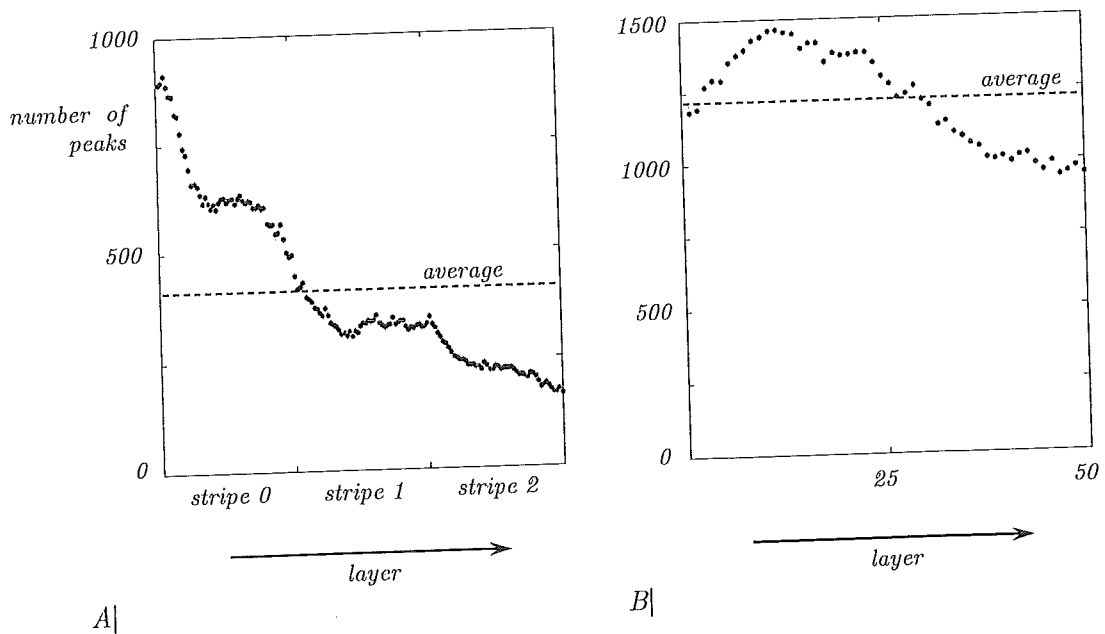 1000
number of
peaks
500
0
average
stripe 0 stripe 1 stripe 2
layer
A|
1500
1000
500
0
average
25 50
layer
B|